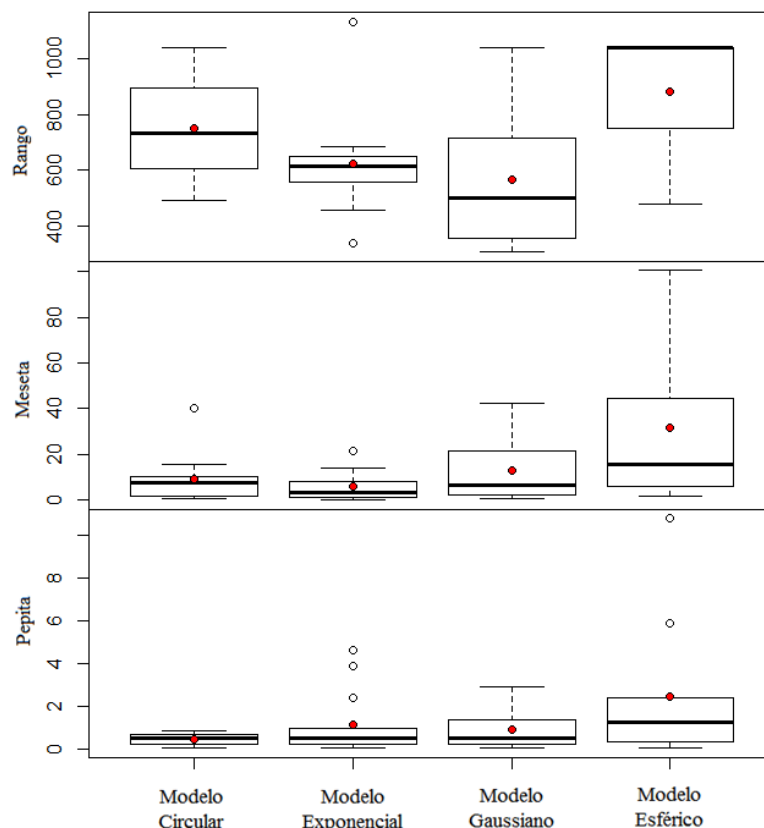 Rango
1000
800
600
400
Meseta
80
60
40
20
0
Pepita
8
6
4
2
0
Modelo Circular
Modelo Exponencial
Modelo Gaussiano
Modelo Esférico